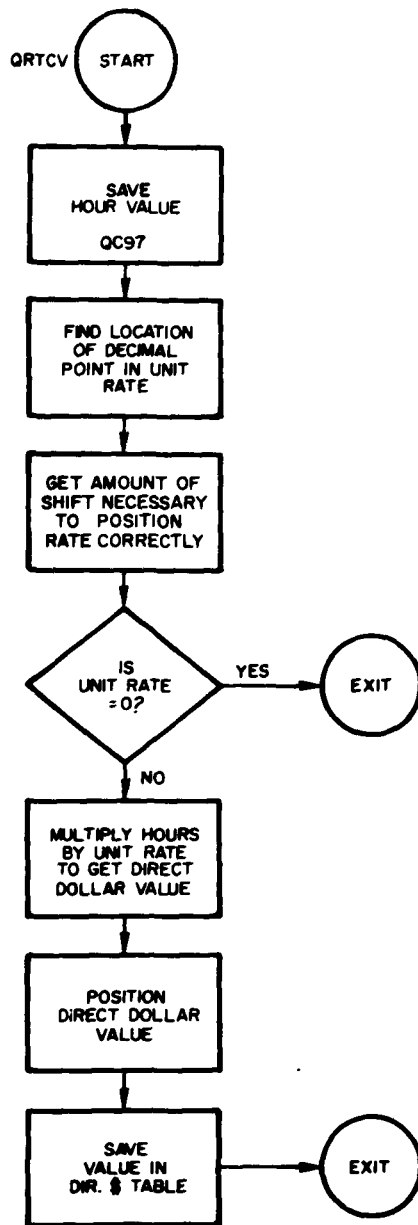 QRTCV START
SAVE
HOUR VALUE
QC97
FIND LOCATION
OF DECIMAL
POINT IN UNIT
RATE
GET AMOUNT OF
SHIFT NECESSARY
TO POSITION
RATE CORRECTLY
IS
UNIT RATE
=0?
YES
EXIT
NO
MULTIPLY HOURS
BY UNIT RATE
TO GET DIRECT
DOLLAR VALUE
POSITION
DIRECT DOLLAR
VALUE
SAVE
VALUE IN
DIR. $ TABLE
EXIT